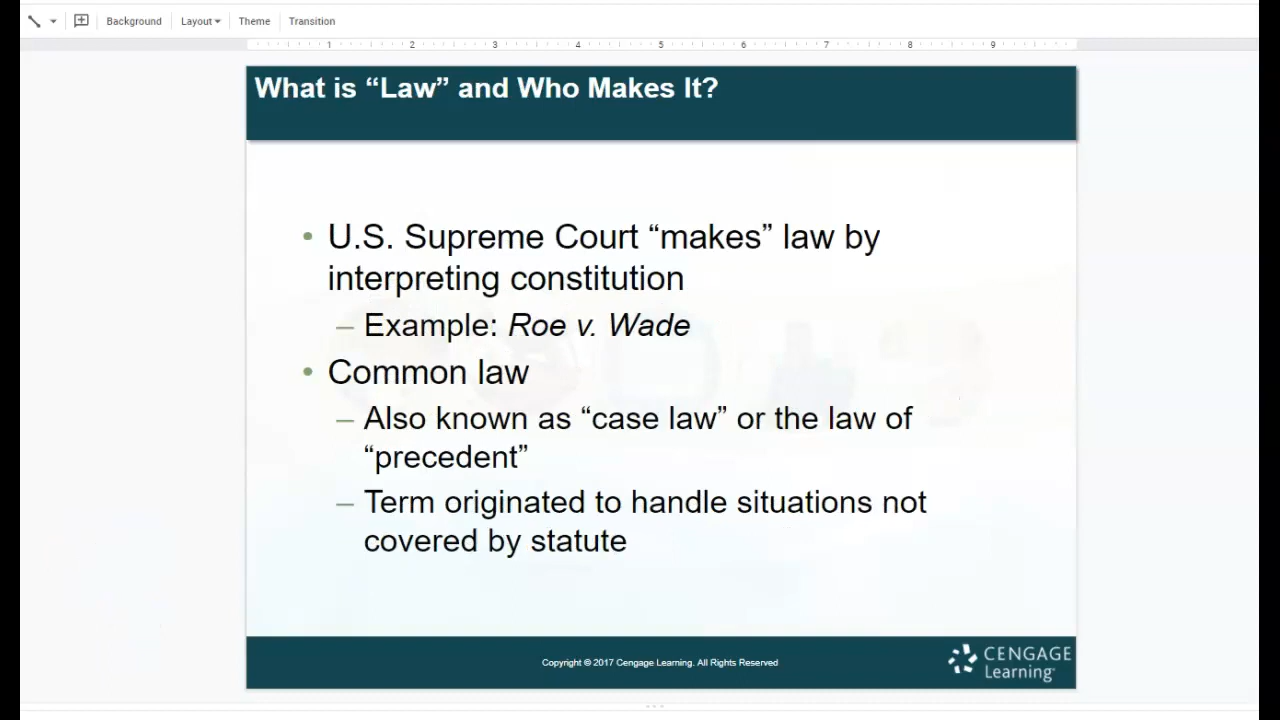 Background Layout Theme Transition
1 2 3 4 5 6 7 8 9
What is “Law” and Who Makes It?
• U.S. Supreme Court “makes” law by
interpreting constitution
– Example: Roe v. Wade
• Common law
– Also known as “case law” or the law of
“precedent”
– Term originated to handle situations not
covered by statute
Copyright © 2017 Cengage Learning. All Rights Reserved
CENGAGE
Learning™